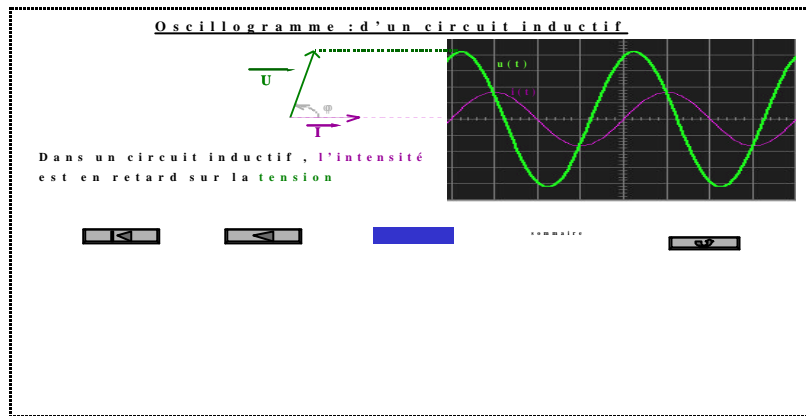 Oscillogramme : d'un circuit inductif
U
φ
I
u(t)
i(t)
Dans un circuit inductif , l'intensité
est en retard sur la tension
sommaire